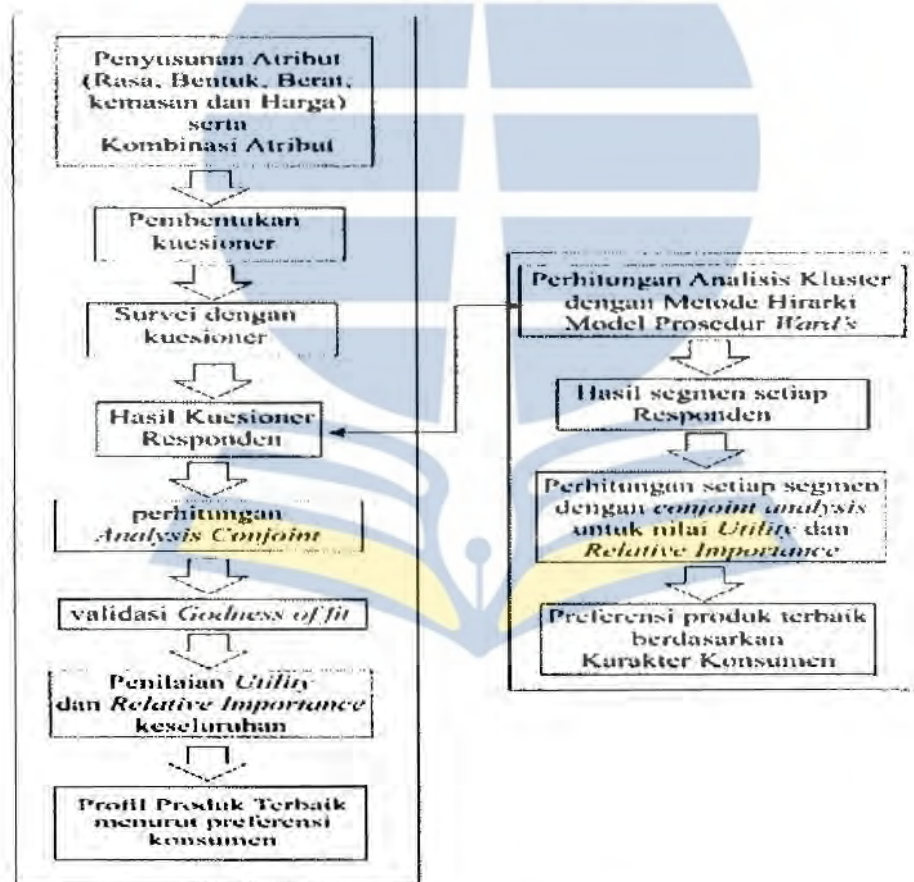 Penyusunan Atribut
(Rasa, Bentuk, Berat,
kemasan dan Harga)
serta
Kombinasi Atribut
Pembentukan
kuesioner
Survei dengan
kuesioner
Hasil Kuesioner
Responden
perhitungan
Analysis Conjoint
validasi Godness of fit
Penilaian Utility
dan Relative Importance
keseluruhan
Profil Produk Terbaik
menurut preferensi
konsumen
Perhitungan Analisis Kluster
dengan Metode Hirarki
Model Prosedur Ward's
Hasil segmen setiap
Responden
Perhitungan setiap segmen
dengan conjoint analysis
untuk nilai Utility dan
Relative Importance
Preferensi produk terbaik
berdasarkan
Karakter Konsumen